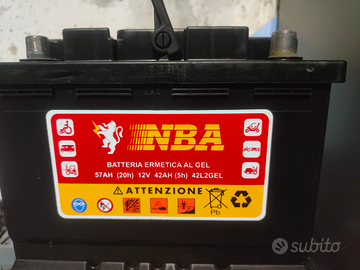 NBA
BATTERIA ERMETICA AL GEL
57AH (20h) 12V 42AH (5h) 42L2GEL
ATTENZIONE
Pb
subito